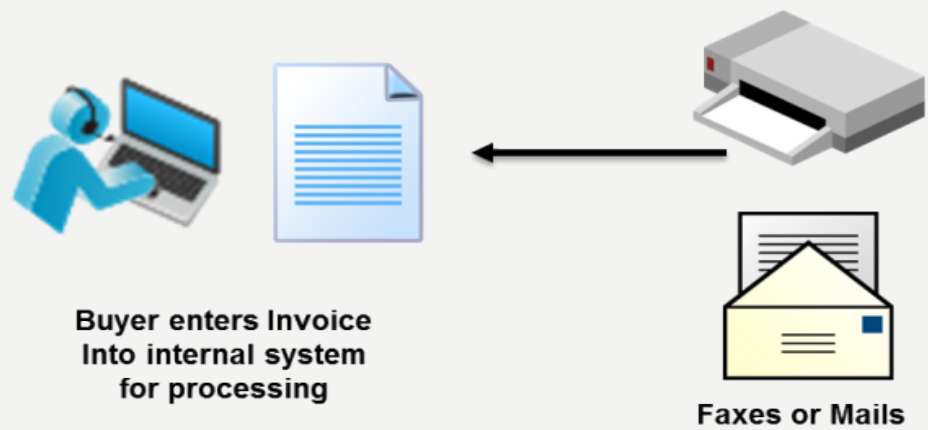 Buyer enters Invoice
Into internal system
for processing
Faxes or Mails